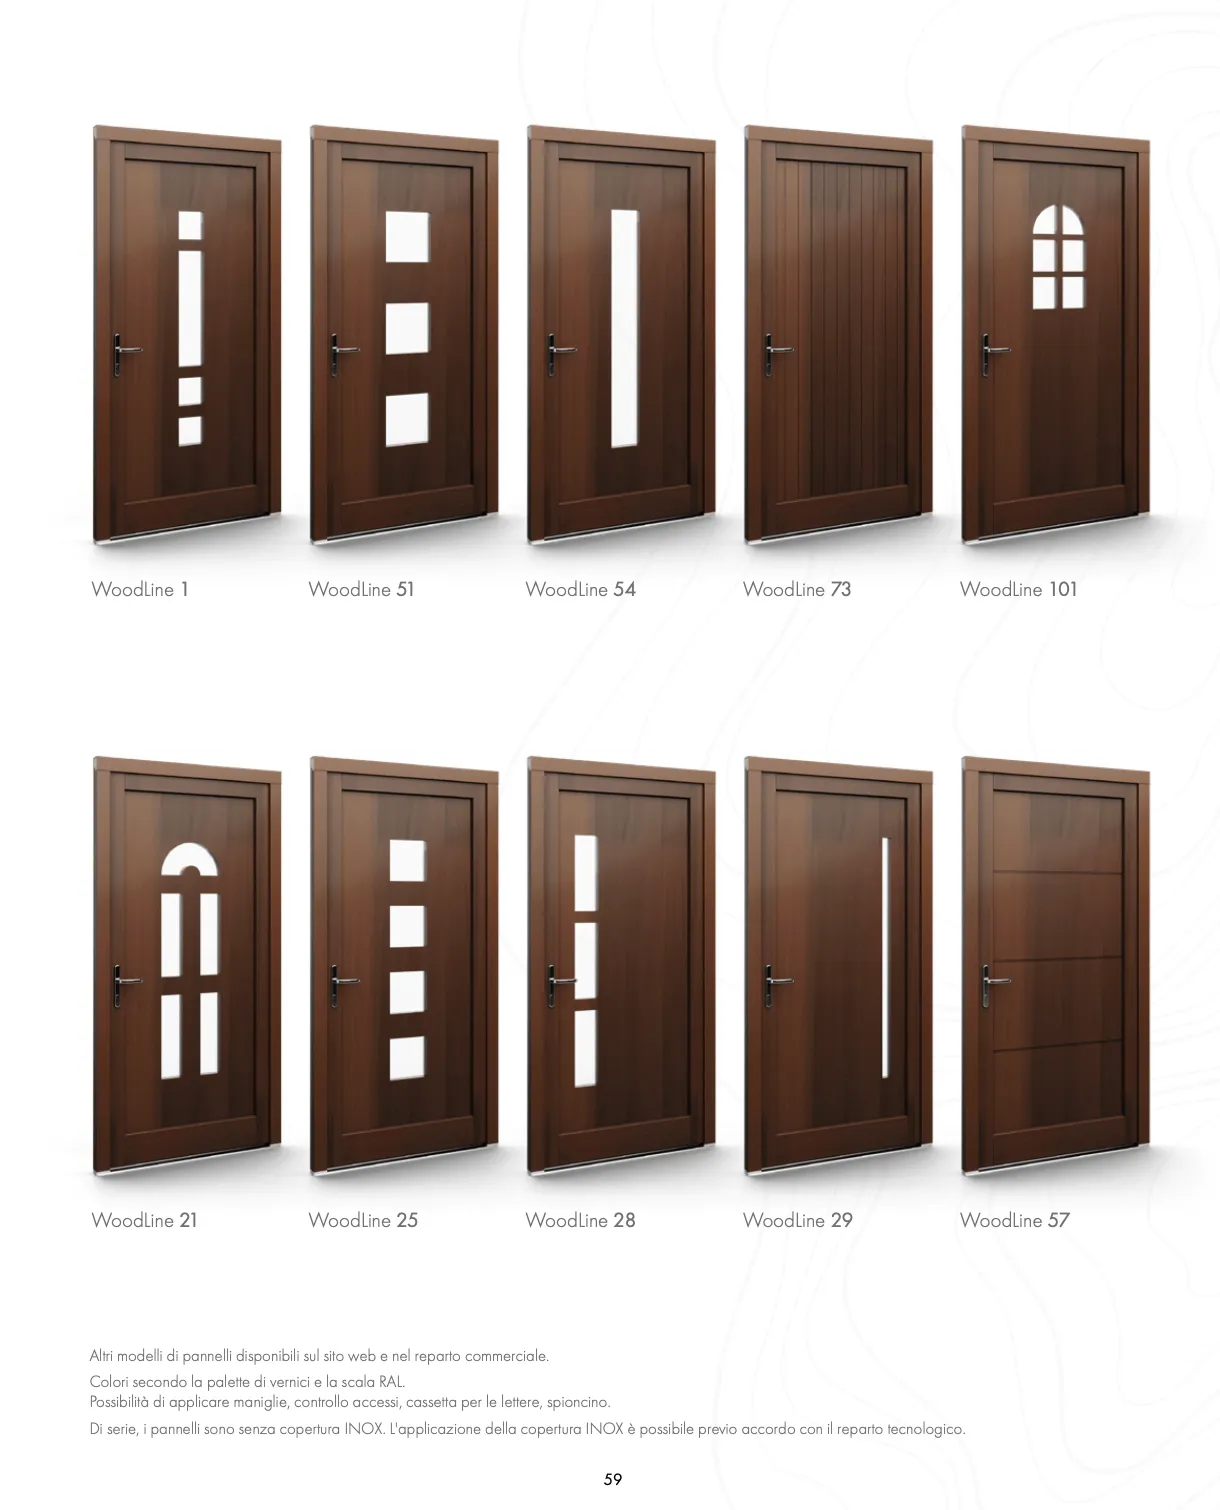 WoodLine 1
WoodLine 51
WoodLine 54
WoodLine 73
WoodLine 101
WoodLine 21
WoodLine 25
WoodLine 28
WoodLine 29
WoodLine 57
Altri modelli di pannelli disponibili sul sito web e nel reparto commerciale.
Colori secondo la palette di vernici e la scala RAL.
Possibilità di applicare maniglie, controllo accessi, cassetta per le lettere, spioncino.
Di serie, i pannelli sono senza copertura INOX. L'applicazione della copertura INOX è possibile previo accordo con il reparto tecnologico.
59